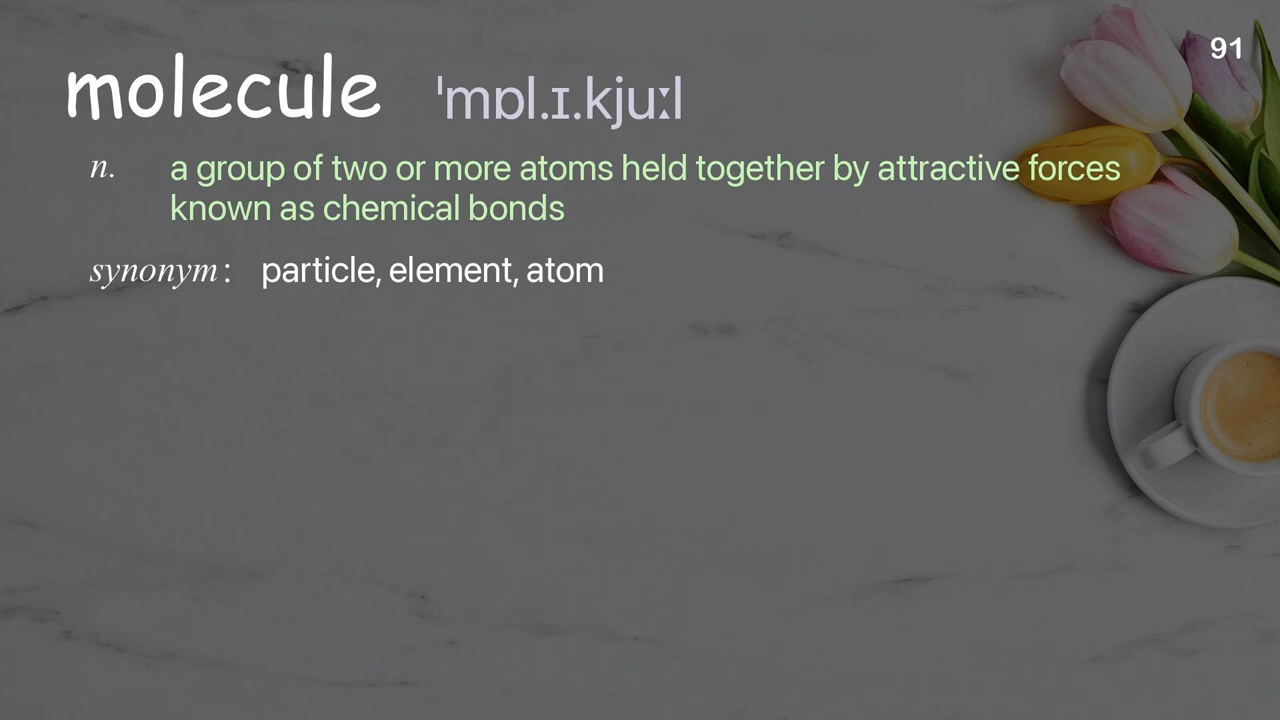 91
molecule ˈmɒl.ɪ.kjuːl
n. a group of two or more atoms held together by attractive forces
known as chemical bonds
synonym : particle, element, atom